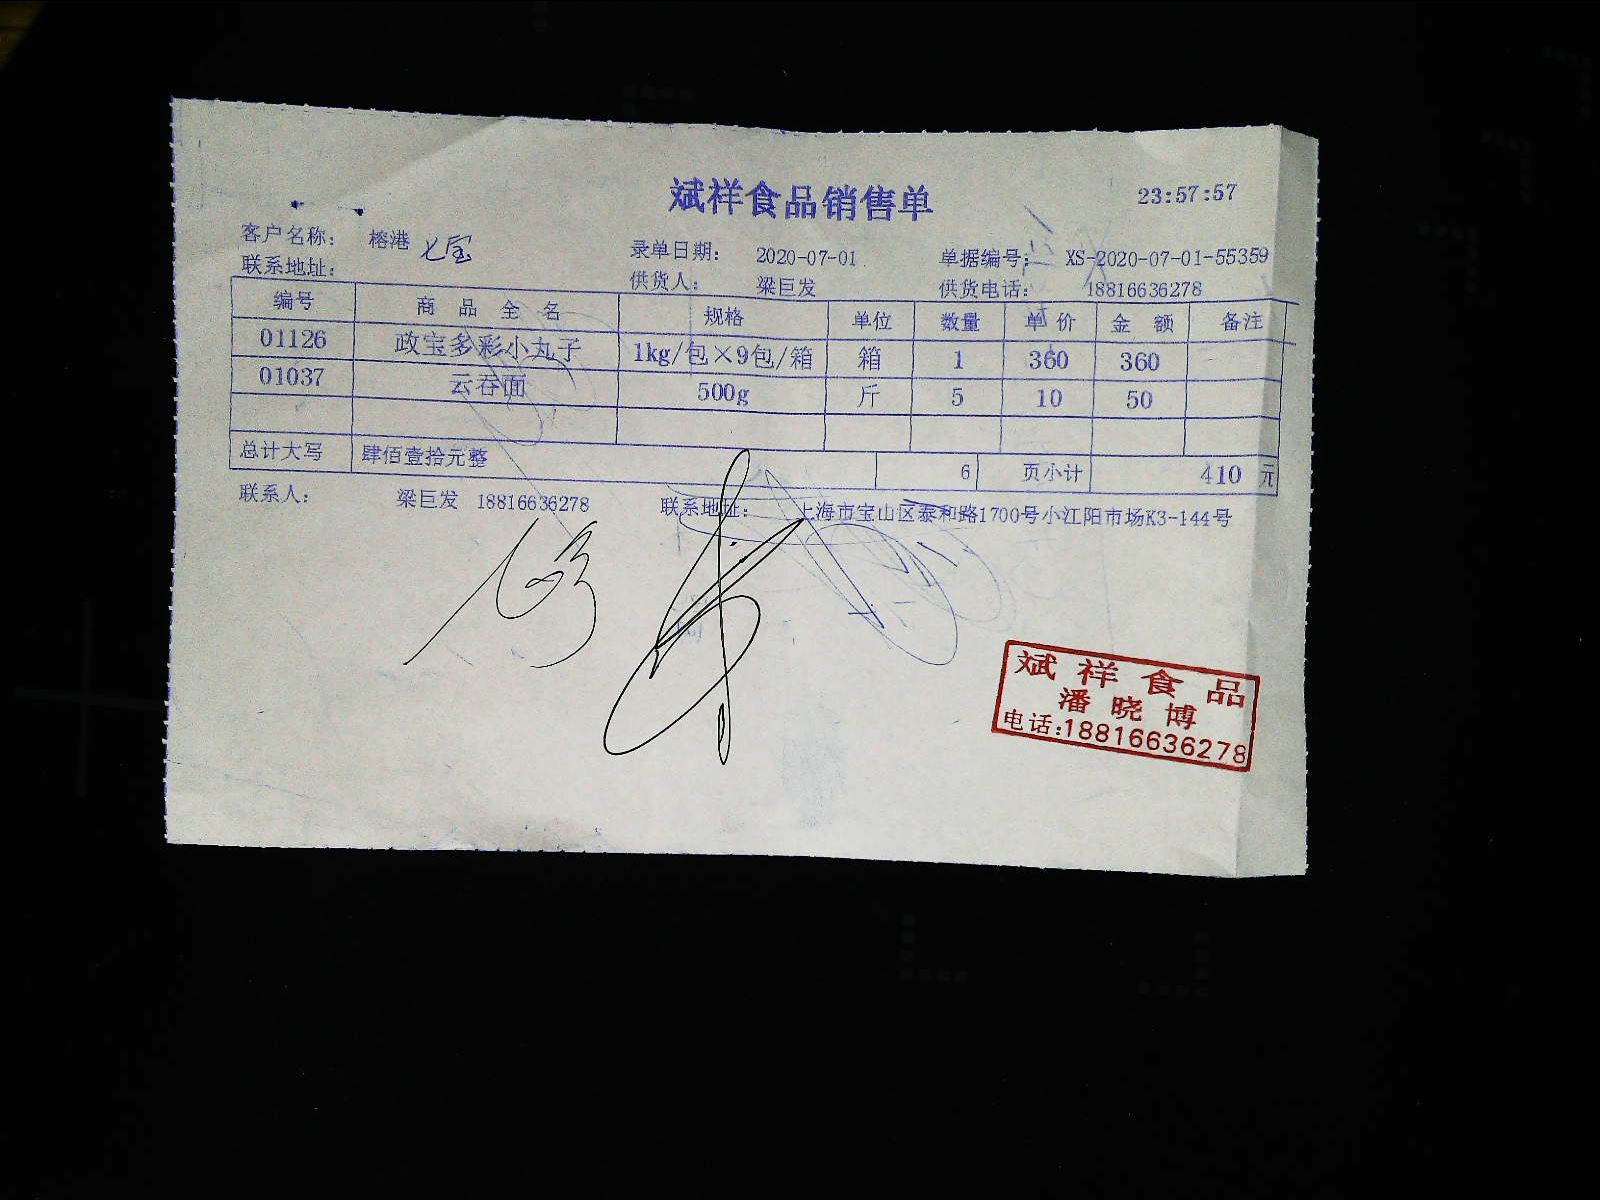 斌祥食品销售单 23:57:57
客户名称： 榕港 七宝 录单日期： 2020-07-01 单据编号： XS-2020-07-01-55359
联系地址： 供货人： 梁巨发 供货电话： 18816636278
编号 商品全名 规格 单位 数量 单价 金额 备注
01126 政宝多彩小丸子 1kg/包×9包/箱 箱 1 360 360
01037 云吞面 500g 斤 5 10 50
总计大写 肆佰壹拾元整 6 页小计 410 元
联系人： 梁巨发 18816636278 联系地址： 上海市宝山区泰和路1700号小江阳市场K3-144号
斌祥食品
潘晓博
电话:18816636278